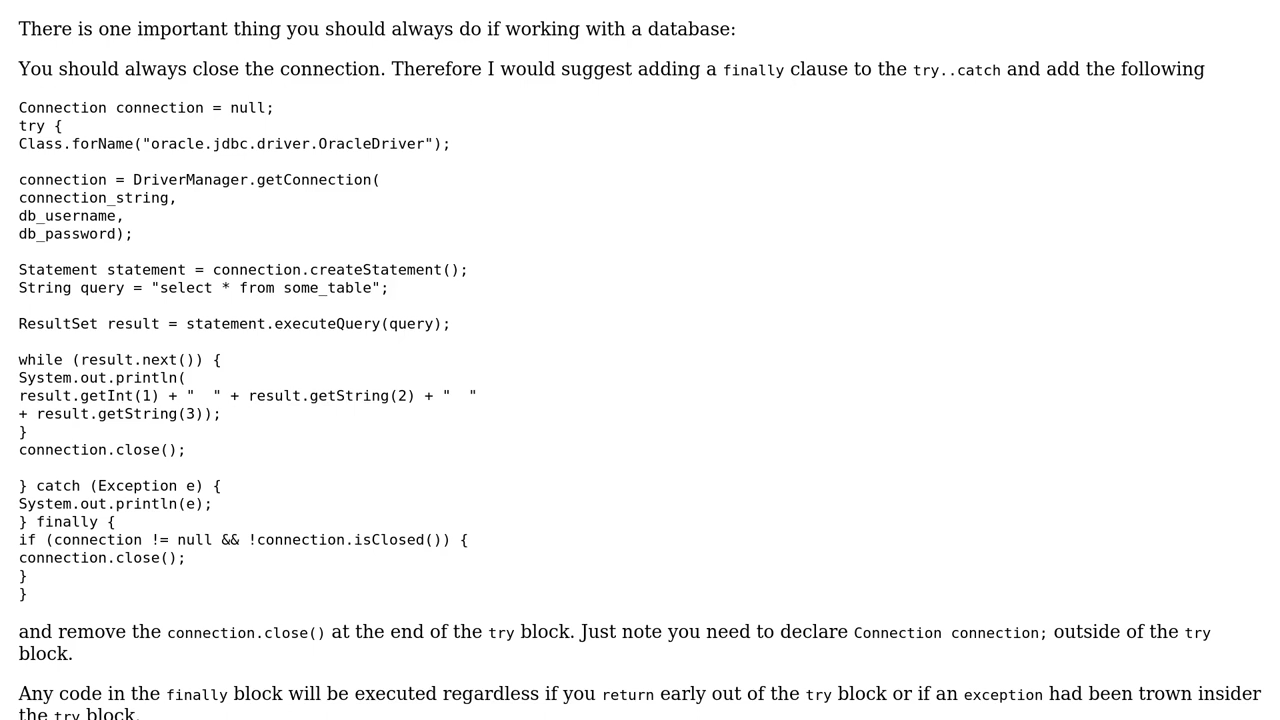 There is one important thing you should always do if working with a database:
You should always close the connection. Therefore I would suggest adding a finally clause to the try..catch and add the following
Connection connection = null;
try {
Class.forName("oracle.jdbc.driver.OracleDriver");
connection = DriverManager.getConnection(
connection_string,
db_username,
db_password);
Statement statement = connection.createStatement();
String query = "select * from some_table";
ResultSet result = statement.executeQuery(query);
while (result.next()) {
System.out.println(
result.getInt(1) + "  " + result.getString(2) + "  "
+ result.getString(3));
}
connection.close();
} catch (Exception e) {
System.out.println(e);
} finally {
if (connection != null && !connection.isClosed()) {
connection.close();
}
}
and remove the connection.close() at the end of the try block. Just note you need to declare Connection connection; outside of the try
block.
Any code in the finally block will be executed regardless if you return early out of the try block or if an exception had been trown insider
the try block.